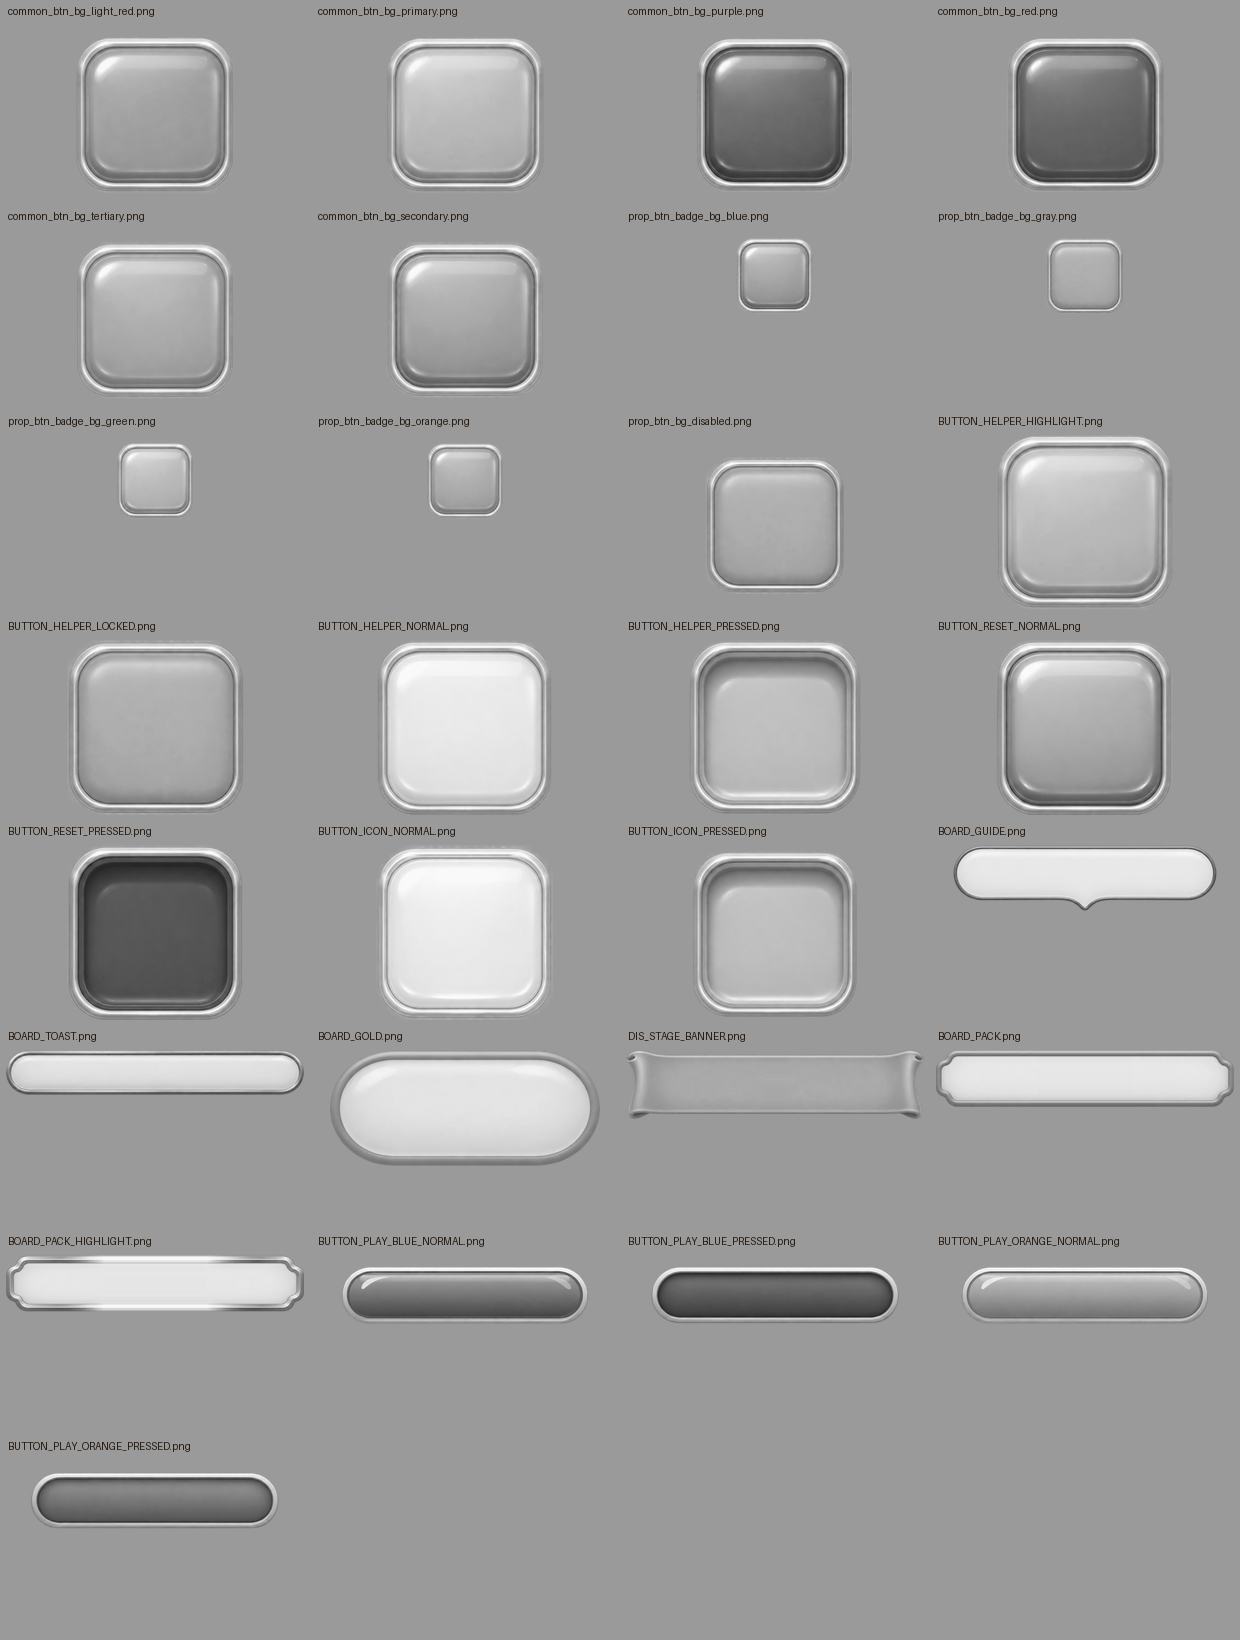 common_btn_bg_light_red.png
common_btn_bg_primary.png
common_btn_bg_purple.png
common_btn_bg_red.png
common_btn_bg_tertiary.png
common_btn_bg_secondary.png
prop_btn_badge_bg_blue.png
prop_btn_badge_bg_gray.png
prop_btn_badge_bg_green.png
prop_btn_badge_bg_orange.png
prop_btn_bg_disabled.png
BUTTON_HELPER_HIGHLIGHT.png
BUTTON_HELPER_LOCKED.png
BUTTON_HELPER_NORMAL.png
BUTTON_HELPER_PRESSED.png
BUTTON_RESET_NORMAL.png
BUTTON_RESET_PRESSED.png
BUTTON_ICON_NORMAL.png
BUTTON_ICON_PRESSED.png
BOARD_GUIDE.png
BOARD_TOAST.png
BOARD_GOLD.png
DIS_STAGE_BANNER.png
BOARD_PACK.png
BOARD_PACK_HIGHLIGHT.png
BUTTON_PLAY_BLUE_NORMAL.png
BUTTON_PLAY_BLUE_PRESSED.png
BUTTON_PLAY_ORANGE_NORMAL.png
BUTTON_PLAY_ORANGE_PRESSED.png